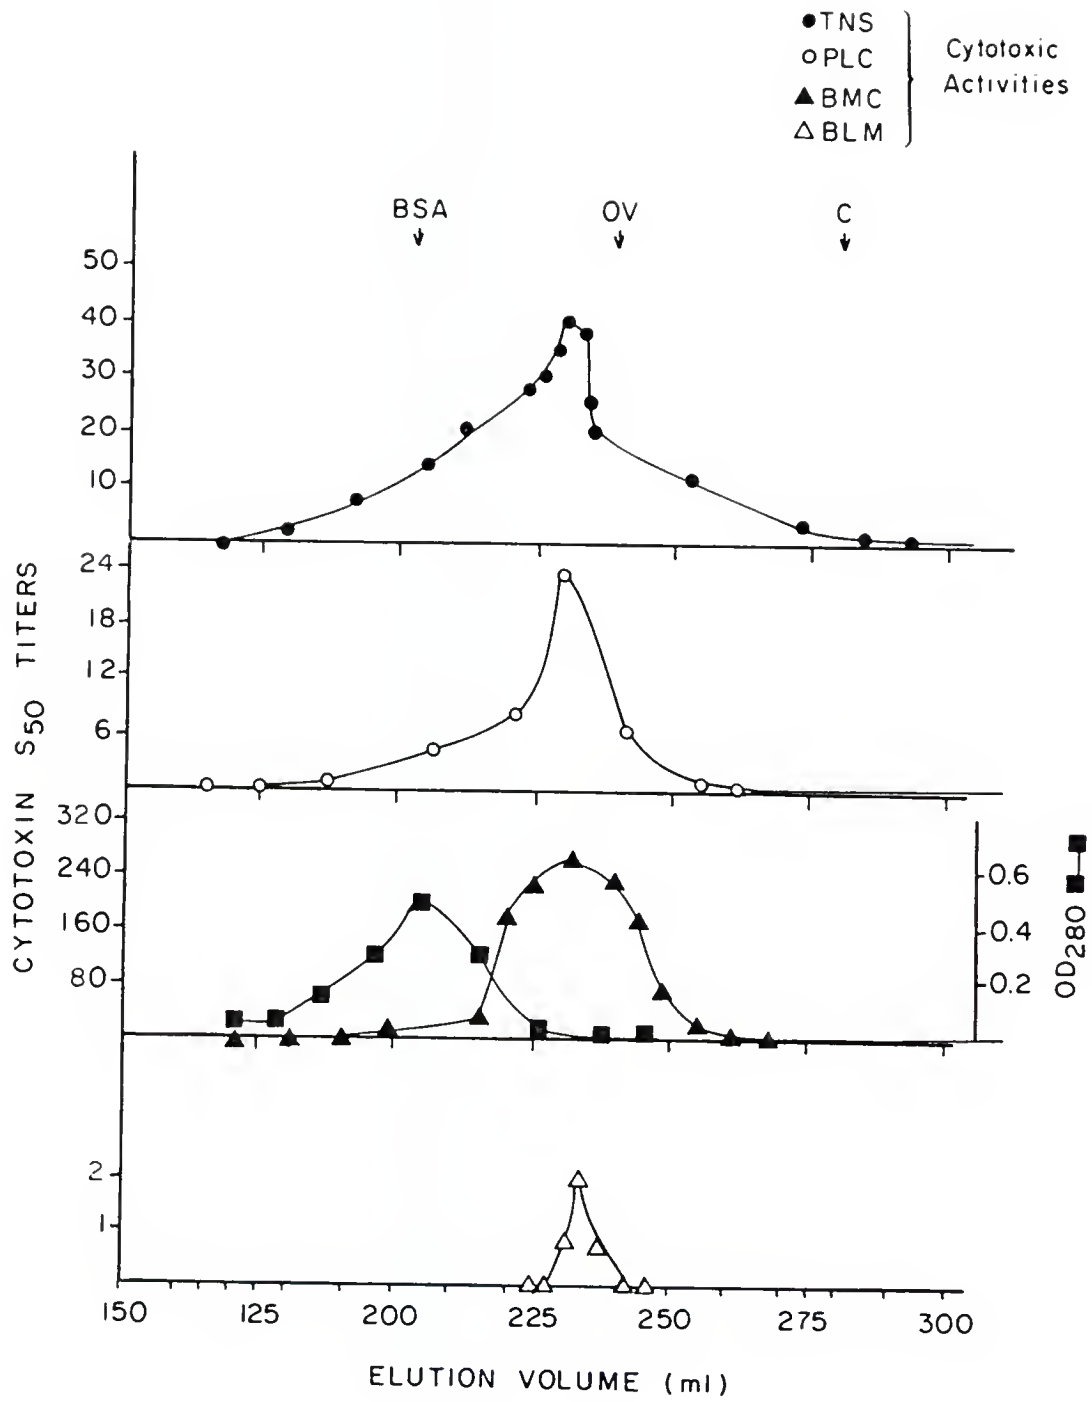 TNS
PLC
BMC
BLM
Cytotoxic
Activities
BSA OV C
50
40
30
20
10
24
18
12
6
320
240
160
80
0.6
0.4
0.2
2
1
CYTOTOXIN S50 TITERS
OD280
150 125 200 225 250 275 300
ELUTION VOLUME (ml)